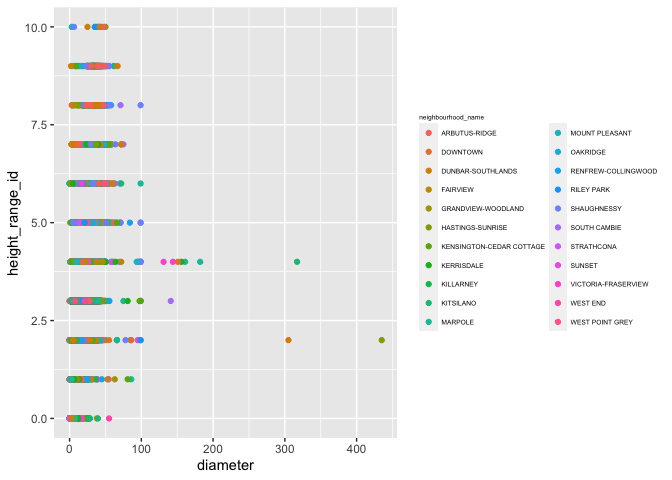 10.0
7.5
5.0
2.5
0.0
height_range_id
0 100 200 300 400
diameter
neighbourhood_name
ARBUTUS-RIDGE
DOWNTOWN
DUNBAR-SOUTHLANDS
FAIRVIEW
GRANDVIEW-WOODLAND
HASTINGS-SUNRISE
KENSINGTON-CEDAR COTTAGE
KERRISDALE
KILLARNEY
KITSILANO
MARPOLE
MOUNT PLEASANT
OAKRIDGE
RENFREW-COLLINGWOOD
RILEY PARK
SHAUGHNESSY
SOUTH CAMBIE
STRATHCONA
SUNSET
VICTORIA-FRASERVIEW
WEST END
WEST POINT GREY